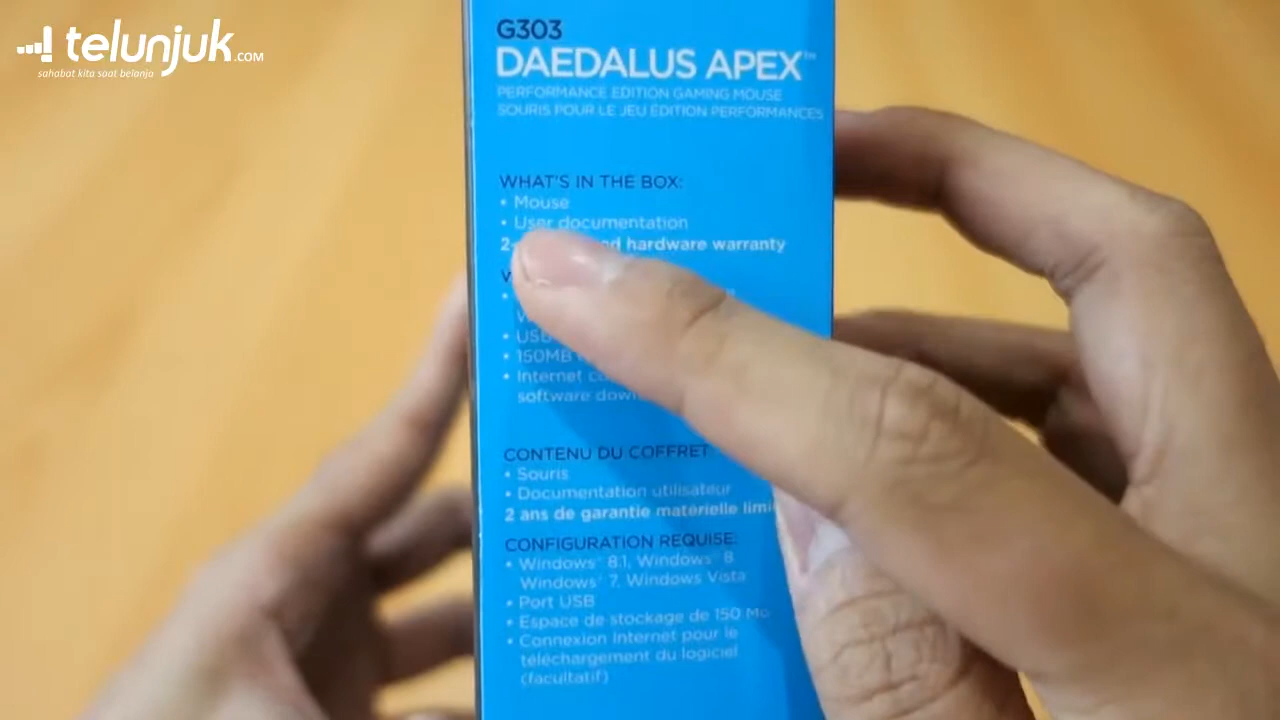 telunjuk.COM
sahabat kita saat belanja
G303
DAEDALUS APEX™
PERFORMANCE EDITION GAMING MOUSE
SOURIS POUR LE JEU ÉDITION PERFORMANCES
WHAT'S IN THE BOX:
• Mouse
• User documentation
hardware warranty
• USB
• 150MB
• Internet
software
CONTENU DU COFFRET
• Souris
• Documentation utilisateur
2 ans de garantie matérielle
CONFIGURATION REQUISE:
• Windows® 8.1, Windows® 8
Windows® 7, Windows Vista
• Port USB
• Espace de stockage de 150 Mo
• Connexion Internet pour le
téléchargement du logiciel
(facultatif)